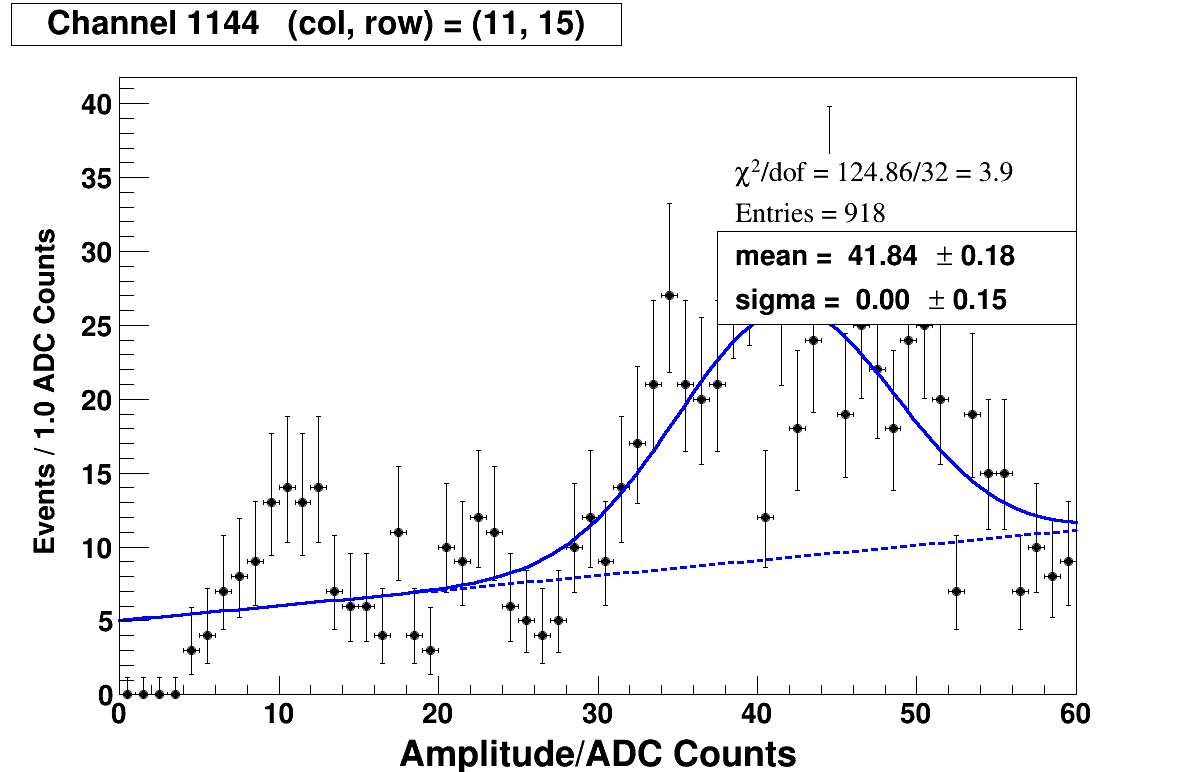 Channel 1144 (col, row) = (11, 15)
40
35
30
25
20
15
10
5
0
Events / 1.0 ADC Counts
χ²/dof = 124.86/32 = 3.9
Entries = 918
mean = 41.84 ± 0.18
sigma = 0.00 ± 0.15
0 10 20 30 40 50 60
Amplitude/ADC Counts